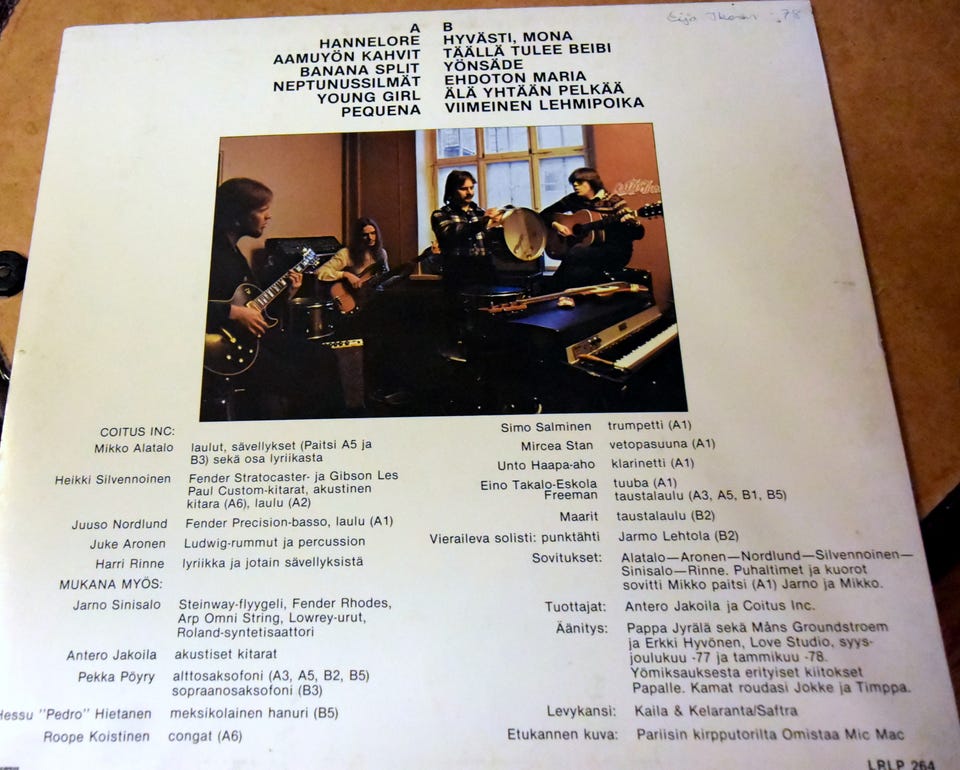 Eija -78
A
HANNELORE
AAMUYÖN KAHVIT
BANANA SPLIT
NEPTUNUSSILMÄT
YOUNG GIRL
PEQUENA
B
HYVÄSTI, MONA
TÄÄLLÄ TULEE BEIBI
YÖNSÄDE
EHDOTON MARIA
ÄLÄ YHTÄÄN PELKÄÄ
VIIMEINEN LEHMIPOIKA
COITUS INC:
Mikko Alatalo laulut, sävellykset (Paitsi A5 ja
B3) sekä osa lyriikasta
Heikki Silvennoinen Fender Stratocaster- ja Gibson Les
Paul Custom-kitarat, akustinen
kitara (A6), laulu (A2)
Juuso Nordlund Fender Precision-basso, laulu (A1)
Juke Aronen Ludwig-rummut ja percussion
Harri Rinne lyriikka ja jotain sävellyksistä
MUKANA MYÖS:
Jarno Sinisalo Steinway-flyygeli, Fender Rhodes,
Arp Omni String, Lowrey-urut,
Roland-syntetisaattori
Antero Jakoila akustiset kitarat
Pekka Pöyry alttosaksofoni (A3, A5, B2, B5)
sopraanosaksofoni (B3)
Hessu "Pedro" Hietanen meksikolainen hanuri (B5)
Roope Koistinen congat (A6)
Simo Salminen trumpetti (A1)
Mircea Stan vetopasuuna (A1)
Unto Haapa-aho klarinetti (A1)
Eino Takalo-Eskola tuuba (A1)
Freeman taustalaulu (A3, A5, B1, B5)
Maarit taustalaulu (B2)
Vieraileva solisti: punktähti Jarmo Lehtola (B2)
Sovitukset: Alatalo—Aronen—Nordlund—Silvennoinen—
Sinisalo—Rinne. Puhaltimet ja kuorot
sovitti Mikko paitsi (A1) Jarno ja Mikko.
Tuottajat: Antero Jakoila ja Coitus Inc.
Äänitys: Pappa Jyrälä sekä Måns Groundstroem
ja Erkki Hyvönen, Love Studio, syys-
joulukuu -77 ja tammikuu -78.
Yömiksauksesta erityiset kiitokset
Papalle. Kamat roudasi Jokke ja Timppa.
Levykansi: Kaila & Kelaranta/Saftra
Etukannen kuva: Pariisin kirpputorilta Omistaa Mic Mac
LRLP 264